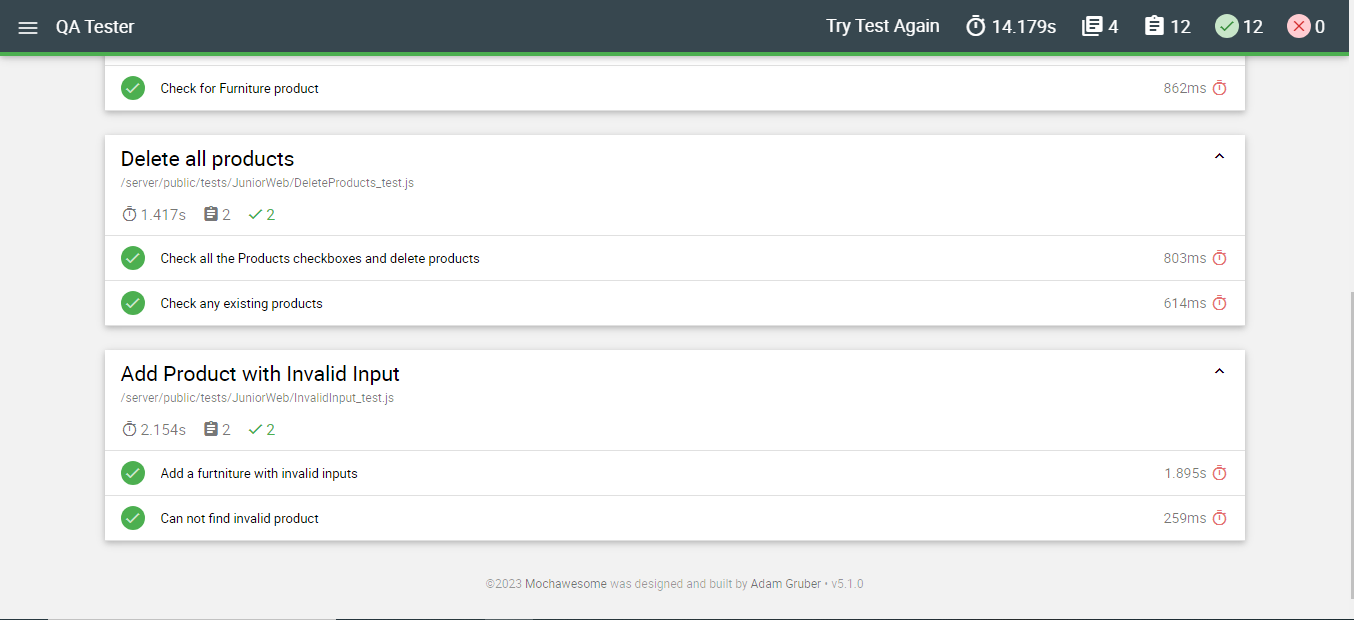 QA Tester Try Test Again 14.179s 4 12 12 0
Check for Furniture product 862ms
Delete all products
/server/public/tests/JuniorWeb/DeleteProducts_test.js
1.417s 2 2
Check all the Products checkboxes and delete products 803ms
Check any existing products 614ms
Add Product with Invalid Input
/server/public/tests/JuniorWeb/InvalidInput_test.js
2.154s 2 2
Add a furtniture with invalid inputs 1.895s
Can not find invalid product 259ms
©2023 Mochawesome was designed and built by Adam Gruber • v5.1.0